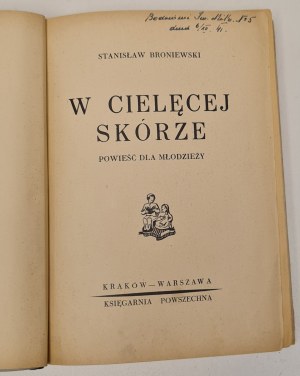 STANISŁAW BRONIEWSKI
W CIELĘCEJ
SKÓRZE
POWIEŚĆ DLA MŁODZIEŻY
KRAKÓW — WARSZAWA
KSIĘGARNIA POWSZECHNA